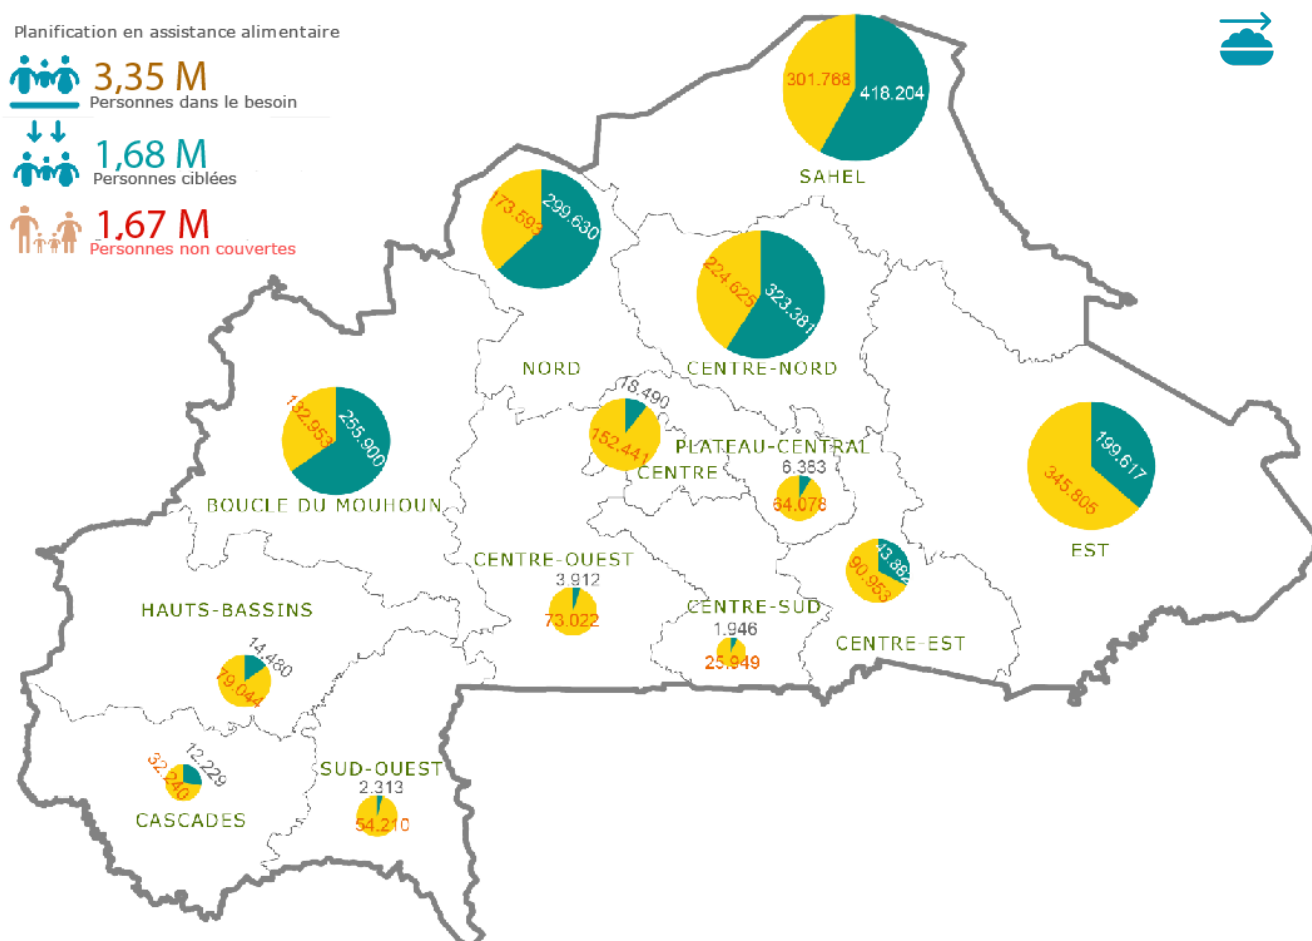 Planification en assistance alimentaire
3,35 M
Personnes dans le besoin
1,68 M
Personnes ciblées
1,67 M
Personnes non couvertes
301.768
418.204
SAHEL
173.593
299.630
NORD
224.625
323.381
CENTRE-NORD
132.953
255.900
BOUCLE DU MOUHOUN
18.490
152.441
CENTRE
PLATEAU-CENTRAL
6.383
64.078
199.617
345.805
EST
CENTRE-OUEST
3.912
73.022
43.882
90.953
CENTRE-EST
CENTRE-SUD
1.946
25.949
HAUTS-BASSINS
14.480
79.044
12.229
32.240
CASCADES
SUD-OUEST
2.313
54.210